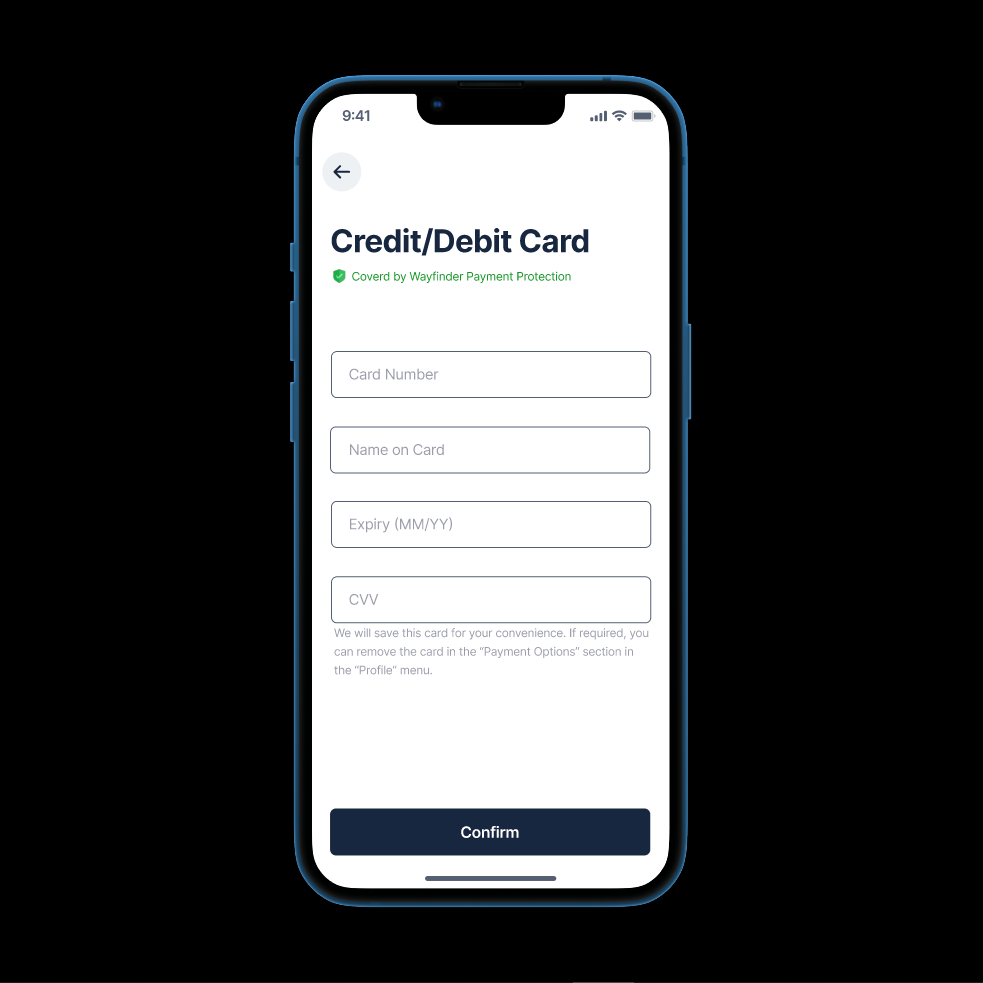 9:41
Credit/Debit Card
Coverd by Wayfinder Payment Protection
Card Number
Name on Card
Expiry (MM/YY)
CVV
We will save this card for your convenience. If required, you
can remove the card in the “Payment Options” section in
the “Profile” menu.
Confirm